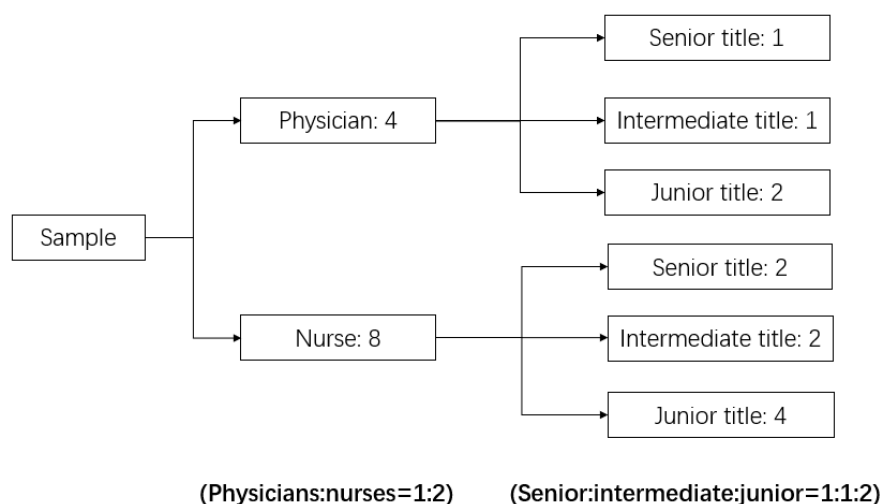 Senior title: 1
Physician: 4
Intermediate title: 1
Junior title: 2
Sample
Senior title: 2
Nurse: 8
Intermediate title: 2
Junior title: 4
(Physicians:nurses=1:2)
(Senior:intermediate:junior=1:1:2)